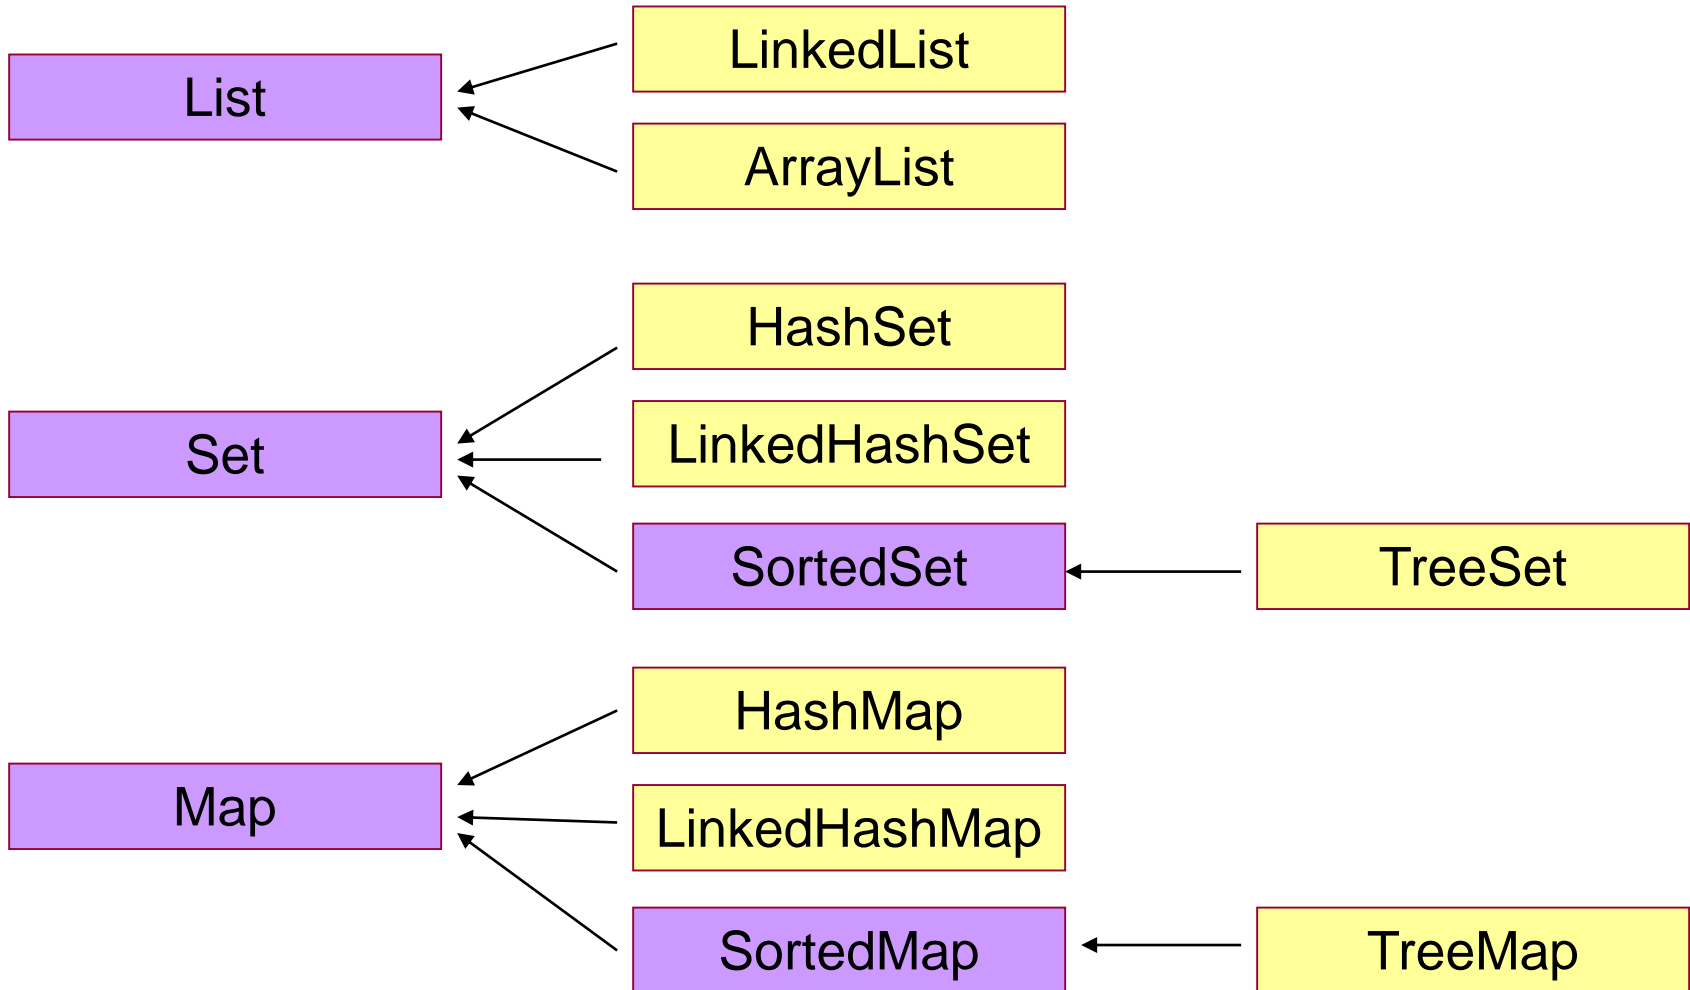 LinkedList
List
ArrayList
HashSet
LinkedHashSet
Set
SortedSet
TreeSet
HashMap
Map
LinkedHashMap
SortedMap
TreeMap